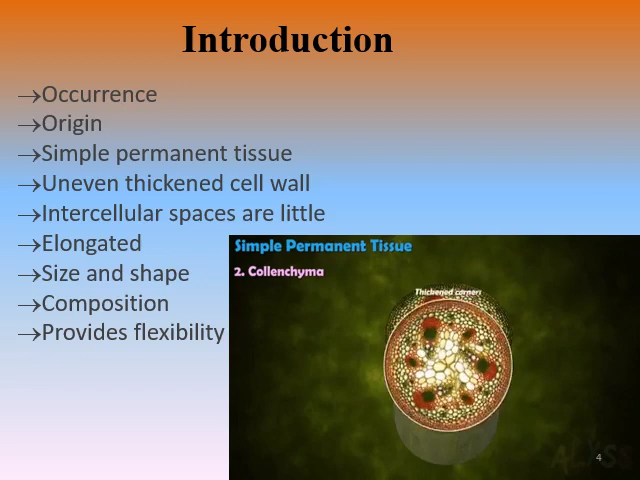 Introduction
→Occurrence
→Origin
→Simple permanent tissue
→Uneven thickened cell wall
→Intercellular spaces are little
→Elongated
→Size and shape
→Composition
→Provides flexibility
Simple Permanent Tissue
2. Collenchyma
Thickened corners
4